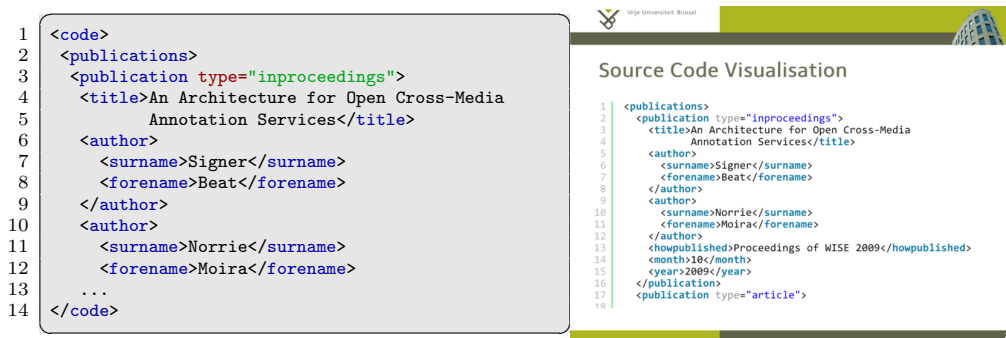 1 <code>
2 <publications>
3 <publication type="inproceedings">
4 <title>An Architecture for Open Cross-Media
5 Annotation Services</title>
6 <author>
7 <surname>Signer</surname>
8 <forename>Beat</forename>
9 </author>
10 <author>
11 <surname>Norrie</surname>
12 <forename>Moira</forename>
13 ...
14 </code>
Vrije Universiteit Brussel
Source Code Visualisation
1 <publications>
2 <publication type="inproceedings">
3 <title>An Architecture for Open Cross-Media
4 Annotation Services</title>
5 <author>
6 <surname>Signer</surname>
7 <forename>Beat</forename>
8 </author>
9 <author>
10 <surname>Norrie</surname>
11 <forename>Moira</forename>
12 </author>
13 <howpublished>Proceedings of WISE 2009</howpublished>
14 <month>10</month>
15 <year>2009</year>
16 </publication>
17 <publication type="article">
18